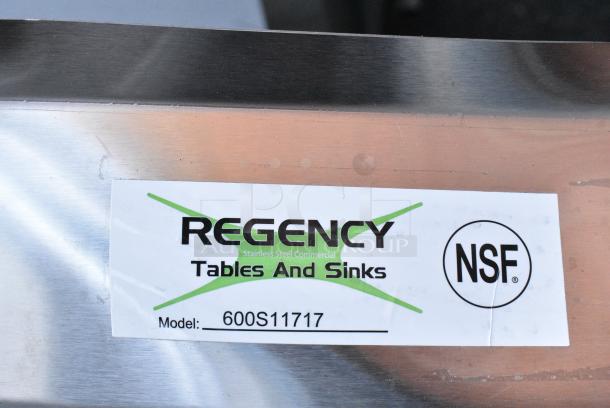 REGENCY
Stainless Steel Commercial
Tables And Sinks
Model: 600S11717
NSF®